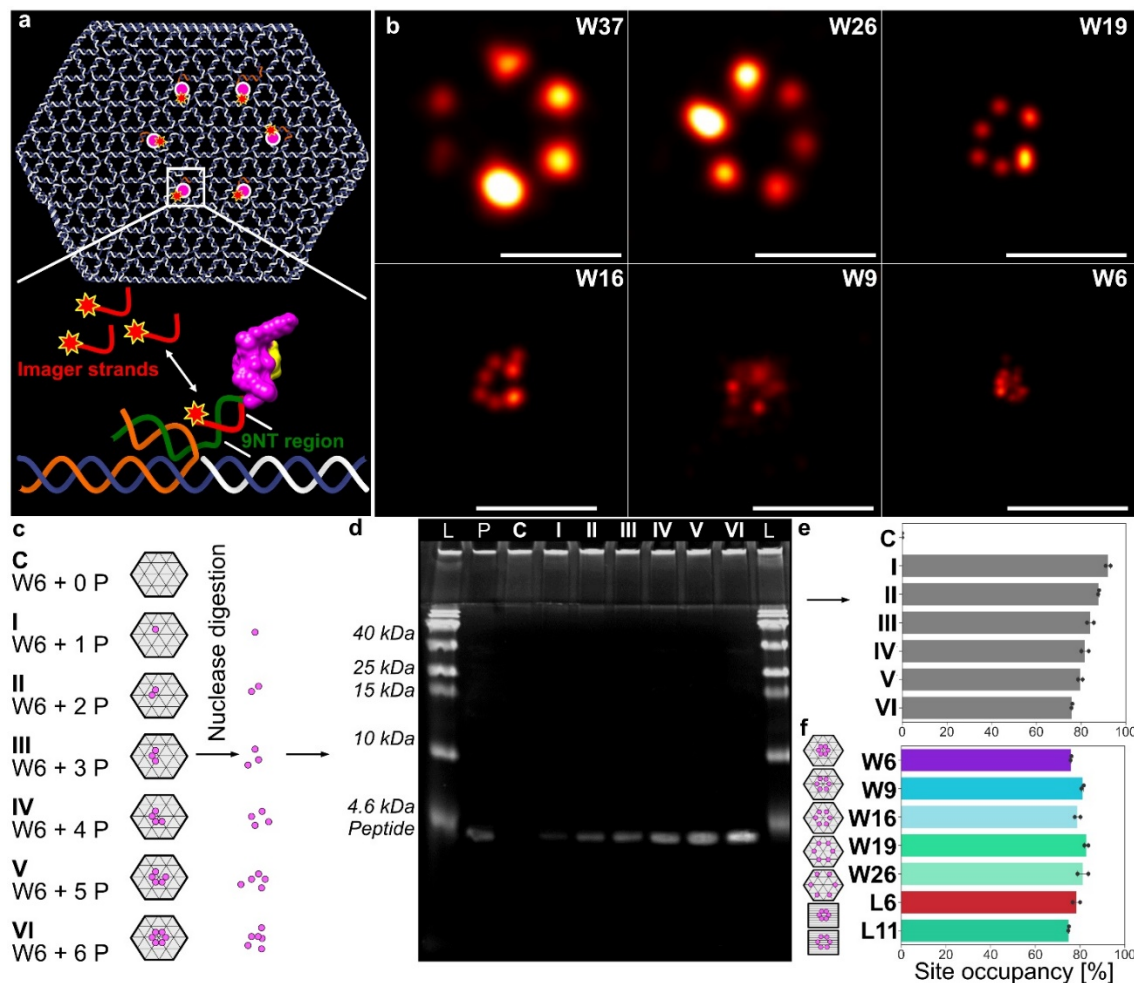 a
Imager strands
9NT region
b
W37
W26
W19
W16
W9
W6
c
C
W6 + 0 P
I
W6 + 1 P
II
W6 + 2 P
III
W6 + 3 P
IV
W6 + 4 P
V
W6 + 5 P
VI
W6 + 6 P
Nuclease digestion
d
L P C I II III IV V VI L
40 kDa
25 kDa
15 kDa
10 kDa
4.6 kDa
Peptide
e
C
I
II
III
IV
V
VI
0 20 40 60 80 100
f
W6
W9
W16
W19
W26
L6
L11
0 20 40 60 80 100
Site occupancy [%]